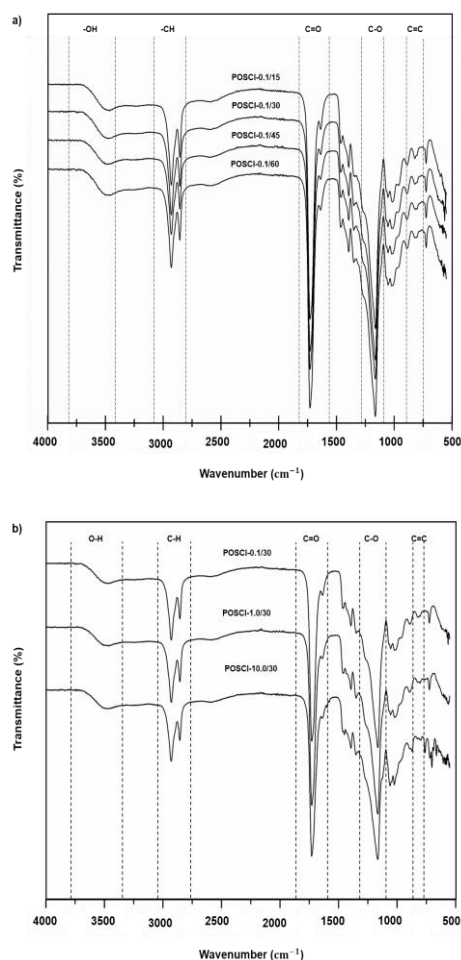 a)
-OH -CH C=O C-O C=C
POSCI-0.1/15
POSCI-0.1/30
POSCI-0.1/45
POSCI-0.1/60
Transmittance (%)
4000 3500 3000 2500 2000 1500 1000 500
Wavenumber (cm⁻¹)
b)
O-H C-H C=O C-O C=C
POSCI-0.1/30
POSCI-1.0/30
POSCI-10.0/30
Transmittance (%)
4000 3500 3000 2500 2000 1500 1000 500
Wavenumber (cm⁻¹)